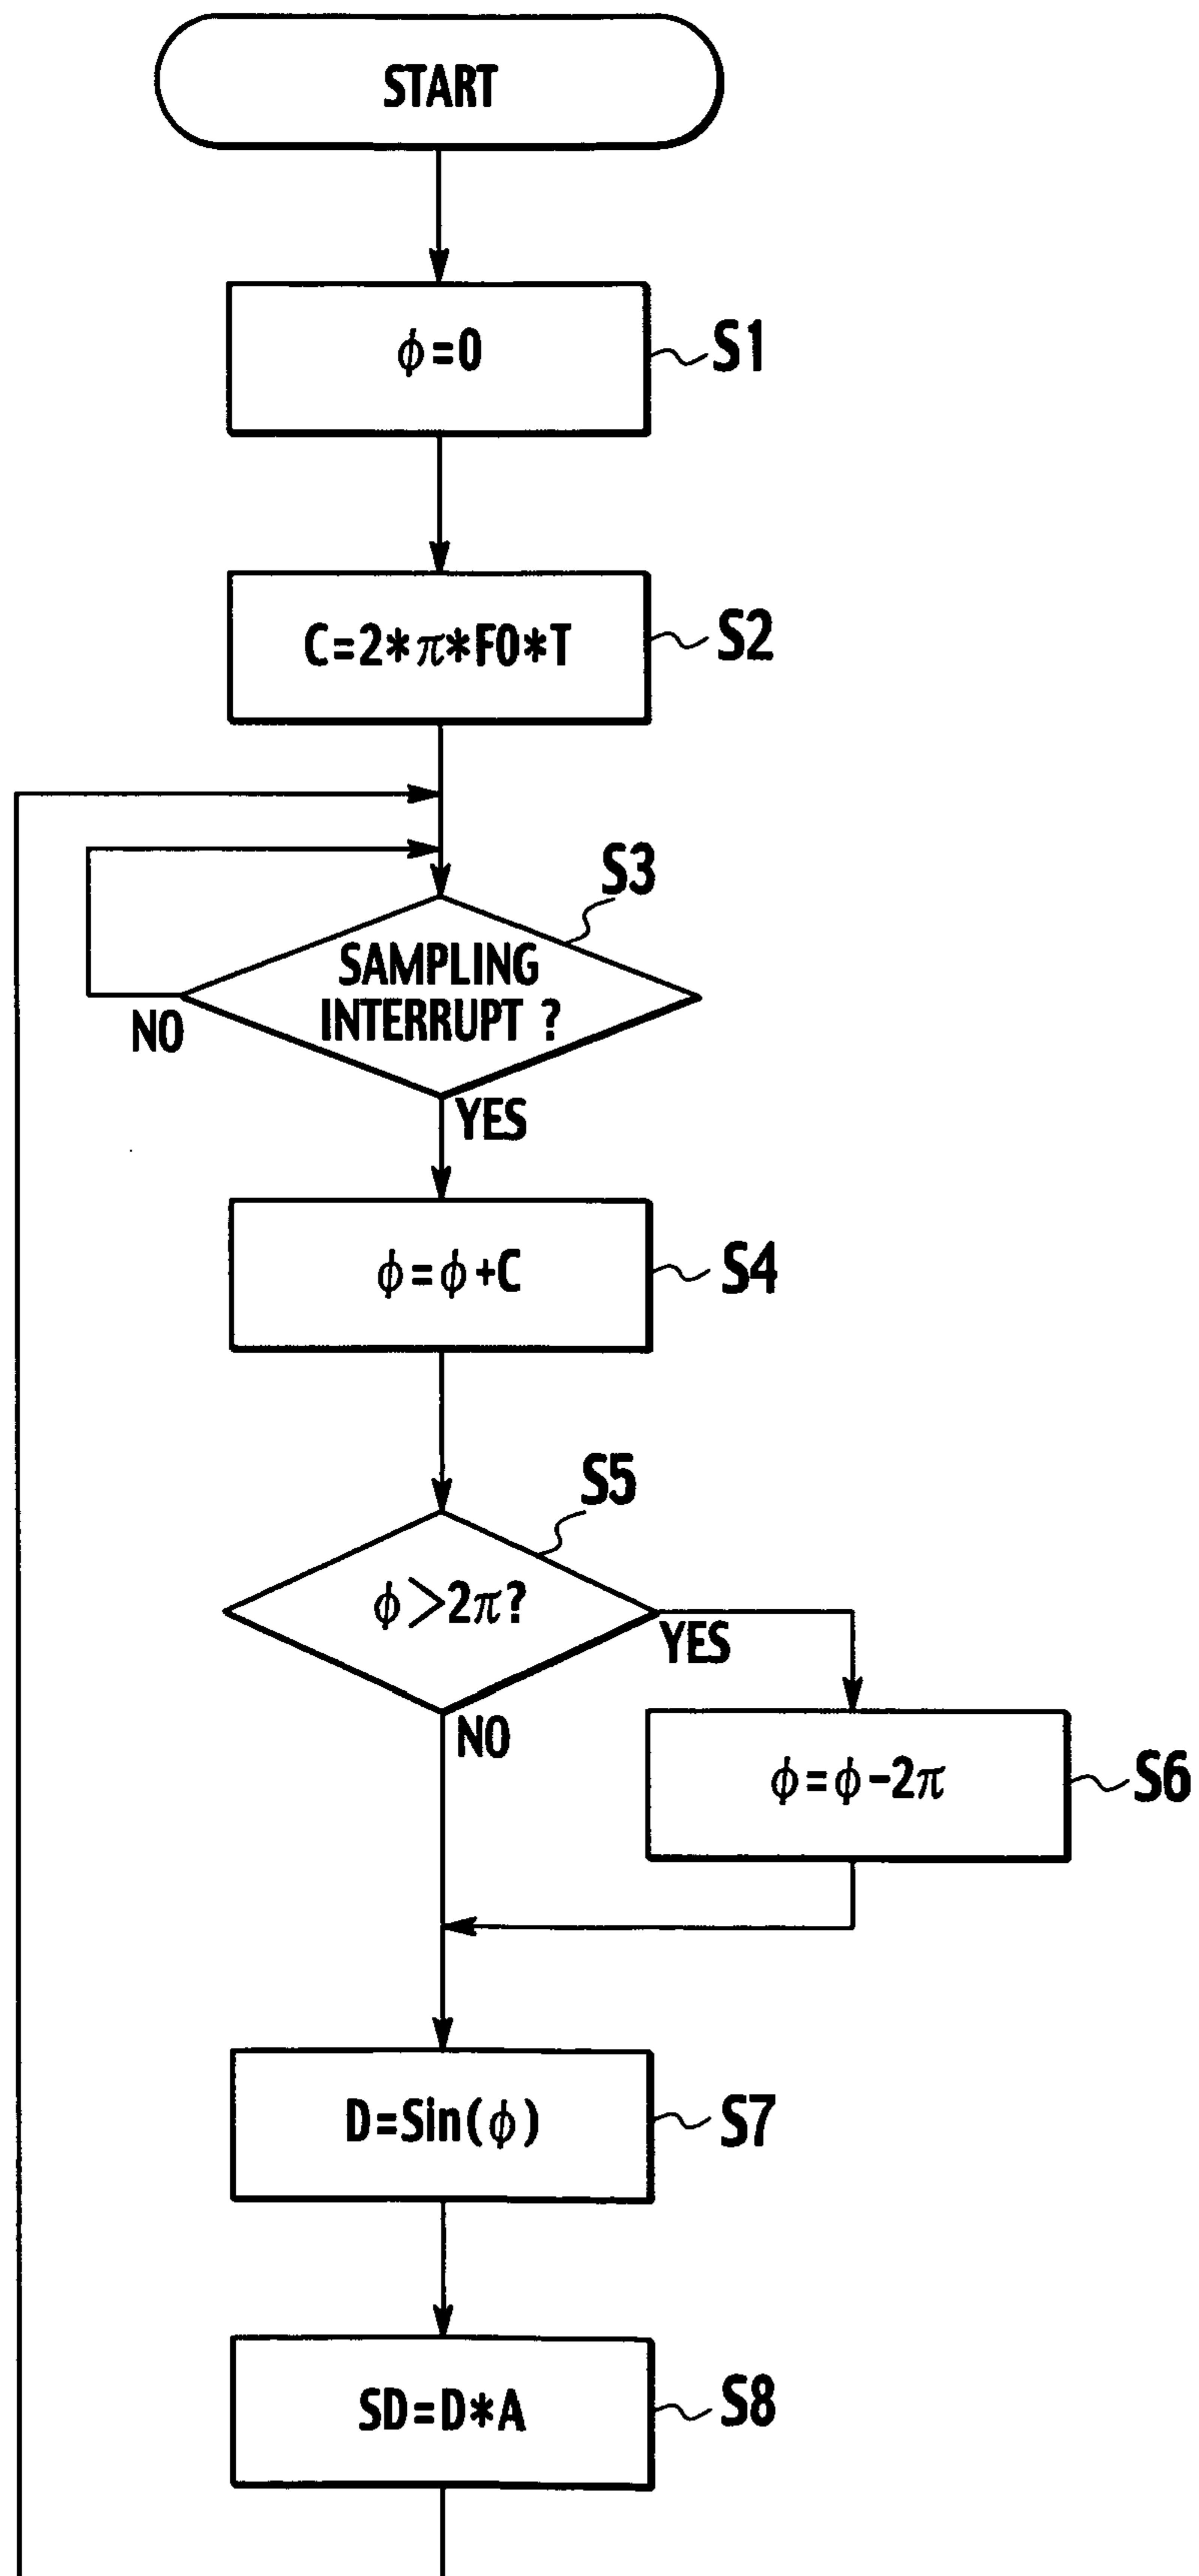 START
ϕ=0
S1
C=2*π*F0*T
S2
S3
SAMPLING
INTERRUPT ?
NO
YES
ϕ=ϕ+C
S4
S5
ϕ>2π?
YES
NO
ϕ=ϕ-2π
S6
D=Sin(ϕ)
S7
SD=D*A
S8